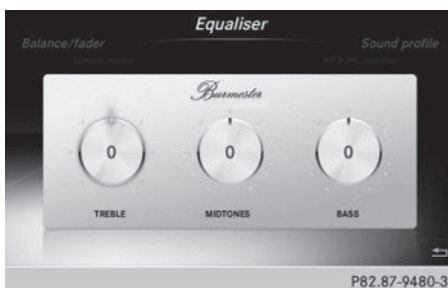 Equaliser
Balance/fader
Sound profile
Burmester
0 0 0
TREBLE MIDTONES BASS
P82.87-9480-31